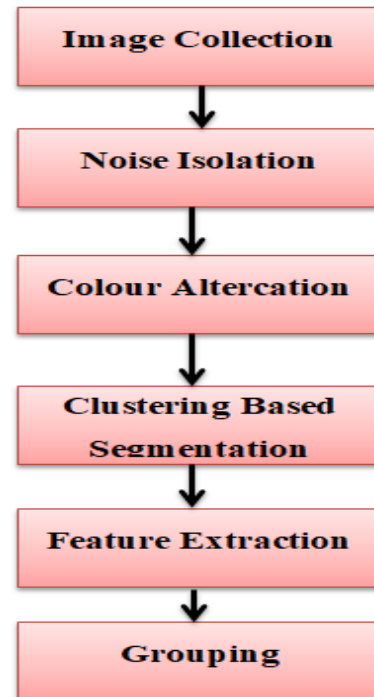 Image Collection
Noise Isolation
Colour Altercation
Clustering Based
Segmentation
Feature Extraction
Grouping